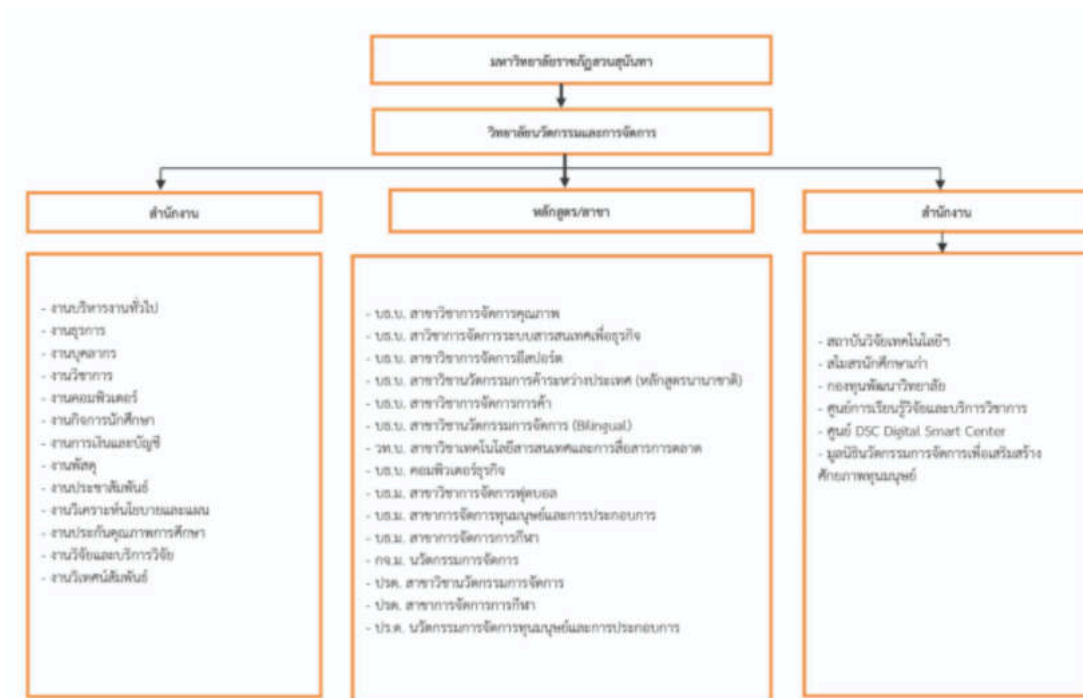 มหาวิทยาลัยราชภัฏสวนสุนันทา
วิทยาลัยนวัตกรรมและการจัดการ
สำนักงาน
- งานบริหารงานทั่วไป
- งานธุรการ
- งานบุคลากร
- งานวิชาการ
- งานคอมพิวเตอร์
- งานกิจการนักศึกษา
- งานการเงินและบัญชี
- งานพัสดุ
- งานประชาสัมพันธ์
- งานวิเคราะห์นโยบายและแผน
- งานประกันคุณภาพการศึกษา
- งานวิจัยและบริการวิจัย
- งานวิเทศน์สัมพันธ์
หลักสูตร/สาขา
- บธ.บ. สาขาวิชาการจัดการคุณภาพ
- บธ.บ. สาวิชาการจัดการระบบสารสนเทศเพื่อธุรกิจ
- บธ.บ. สาขาวิชาการจัดการอีสปอร์ต
- บธ.บ. สาขาวิชานวัตกรรมการค้าระหว่างประเทศ (หลักสูตรนานาชาติ)
- บธ.บ. สาขาวิชาการจัดการการค้า
- บธ.บ. สาขาวิชานวัตกรรมการจัดการ (Bilingual)
- วท.บ. สาขาวิชาเทคโนโลยีสารสนเทศและการสื่อสารการตลาด
- บธ.บ. คอมพิวเตอร์ธุรกิจ
- บธ.ม. สาขาวิชาการจัดการฟุตบอล
- บธ.ม. สาขาการจัดการทุนมนุษย์และการประกอบการ
- บธ.ม. สาขาการจัดการการกีฬา
- กจ.ม. นวัตกรรมการจัดการ
- ปรด. สาขาวิชานวัตกรรมการจัดการ
- ปรด. สาขาการจัดการการกีฬา
- ปร.ด. นวัตกรรมการจัดการทุนมนุษย์และการประกอบการ
สำนักงาน
- สถาบันวิจัยเทคโนโลยีฯ
- สโมสรนักศึกษาเก่า
- กองทุนพัฒนาวิทยาลัย
- ศูนย์การเรียนรู้วิจัยและบริการวิชาการ
- ศูนย์ DSC Digital Smart Center
- มูลนิธินวัตกรรมการจัดการเพื่อเสริมสร้าง
ศักยภาพทุนมนุษย์